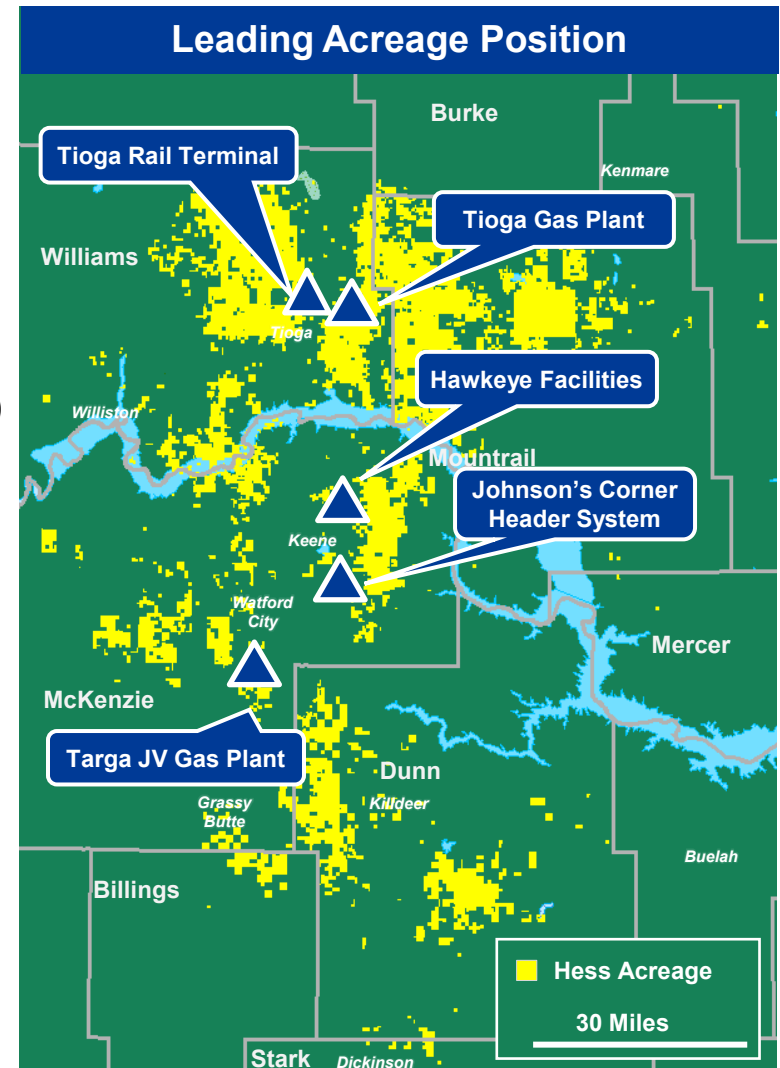 Leading Acreage Position
Burke
Tioga Rail Terminal
Kenmare
Tioga Gas Plant
Williams
Tioga
Hawkeye Facilities
Williston
Mountrail
Johnson's Corner
Header System
Keene
Watford
City
Mercer
McKenzie
Targa JV Gas Plant
Dunn
Grassy
Butte
Killdeer
Buelah
Billings
Hess Acreage
30 Miles
Stark
Dickinson